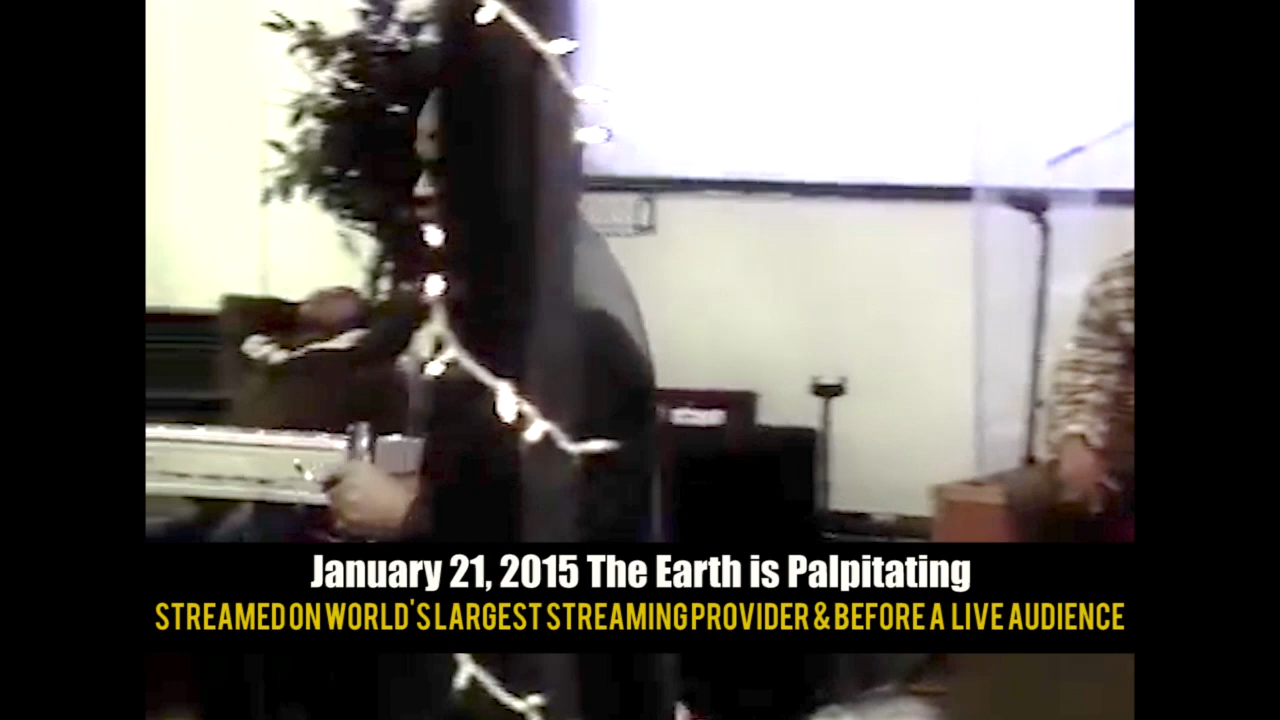 January 21, 2015 The Earth is Palpitating
STREAMED ON WORLD'S LARGEST STREAMING PROVIDER & BEFORE A LIVE AUDIENCE